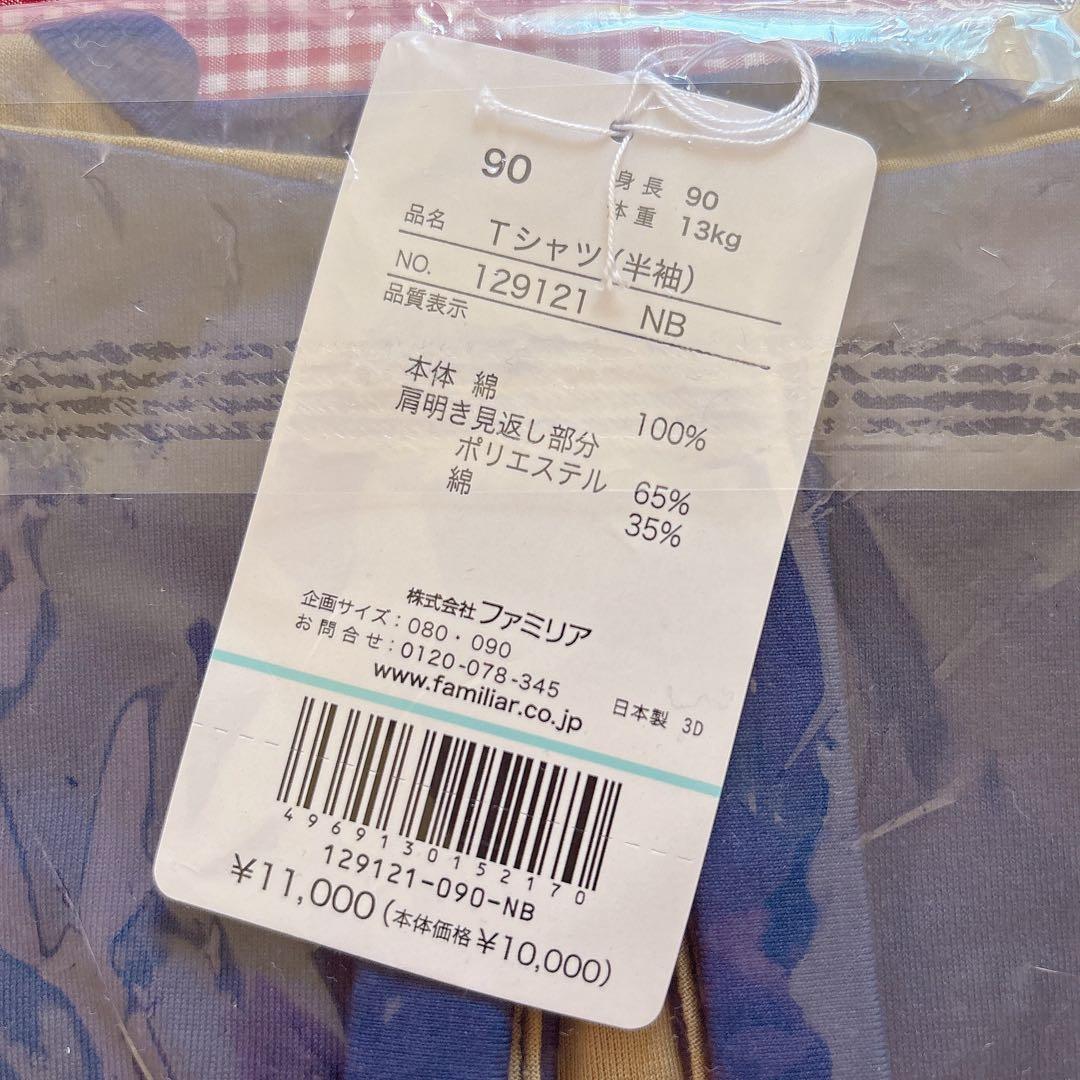 90
身長 90
体重 13kg
品名 Tシャツ(半袖)
NO. 129121 NB
品質表示
本体 綿 100%
肩明き見返し部分
ポリエステル 65%
綿 35%
株式会社ファミリア
企画サイズ:080・090
お問合せ:0120-078-345
www.familiar.co.jp
日本製 3D
4969130152170
129121-090-NB
¥11,000(本体価格¥10,000)